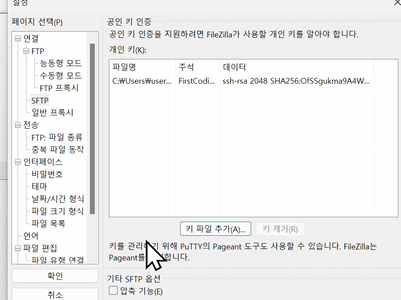 설정
페이지 선택(P)
연결
FTP
능동형 모드
수동형 모드
FTP 프록시
SFTP
일반 프록시
전송
FTP: 파일 종류
중복 파일 동작
인터페이스
비밀번호
테마
날짜/시간 형식
파일 크기 형식
파일 목록
언어
파일 편집
파일 유형 연결
확인
취소
공인 키 인증
공인 키 인증을 지원하려면 FileZilla가 사용할 개인 키를 알아야 합니다.
개인 키(K):
파일명 주석 데이터
C:₩Users₩user... FirstCodi... ssh-rsa 2048 SHA256:OfSSgukma9A4W...
키 파일 추가(A)... 키 제거(R)
키를 위해 PuTTY의 Pageant 도구도 사용할 수 있습니다. FileZilla는
Pageant를
기타 SFTP 옵션
압축 기능(E)